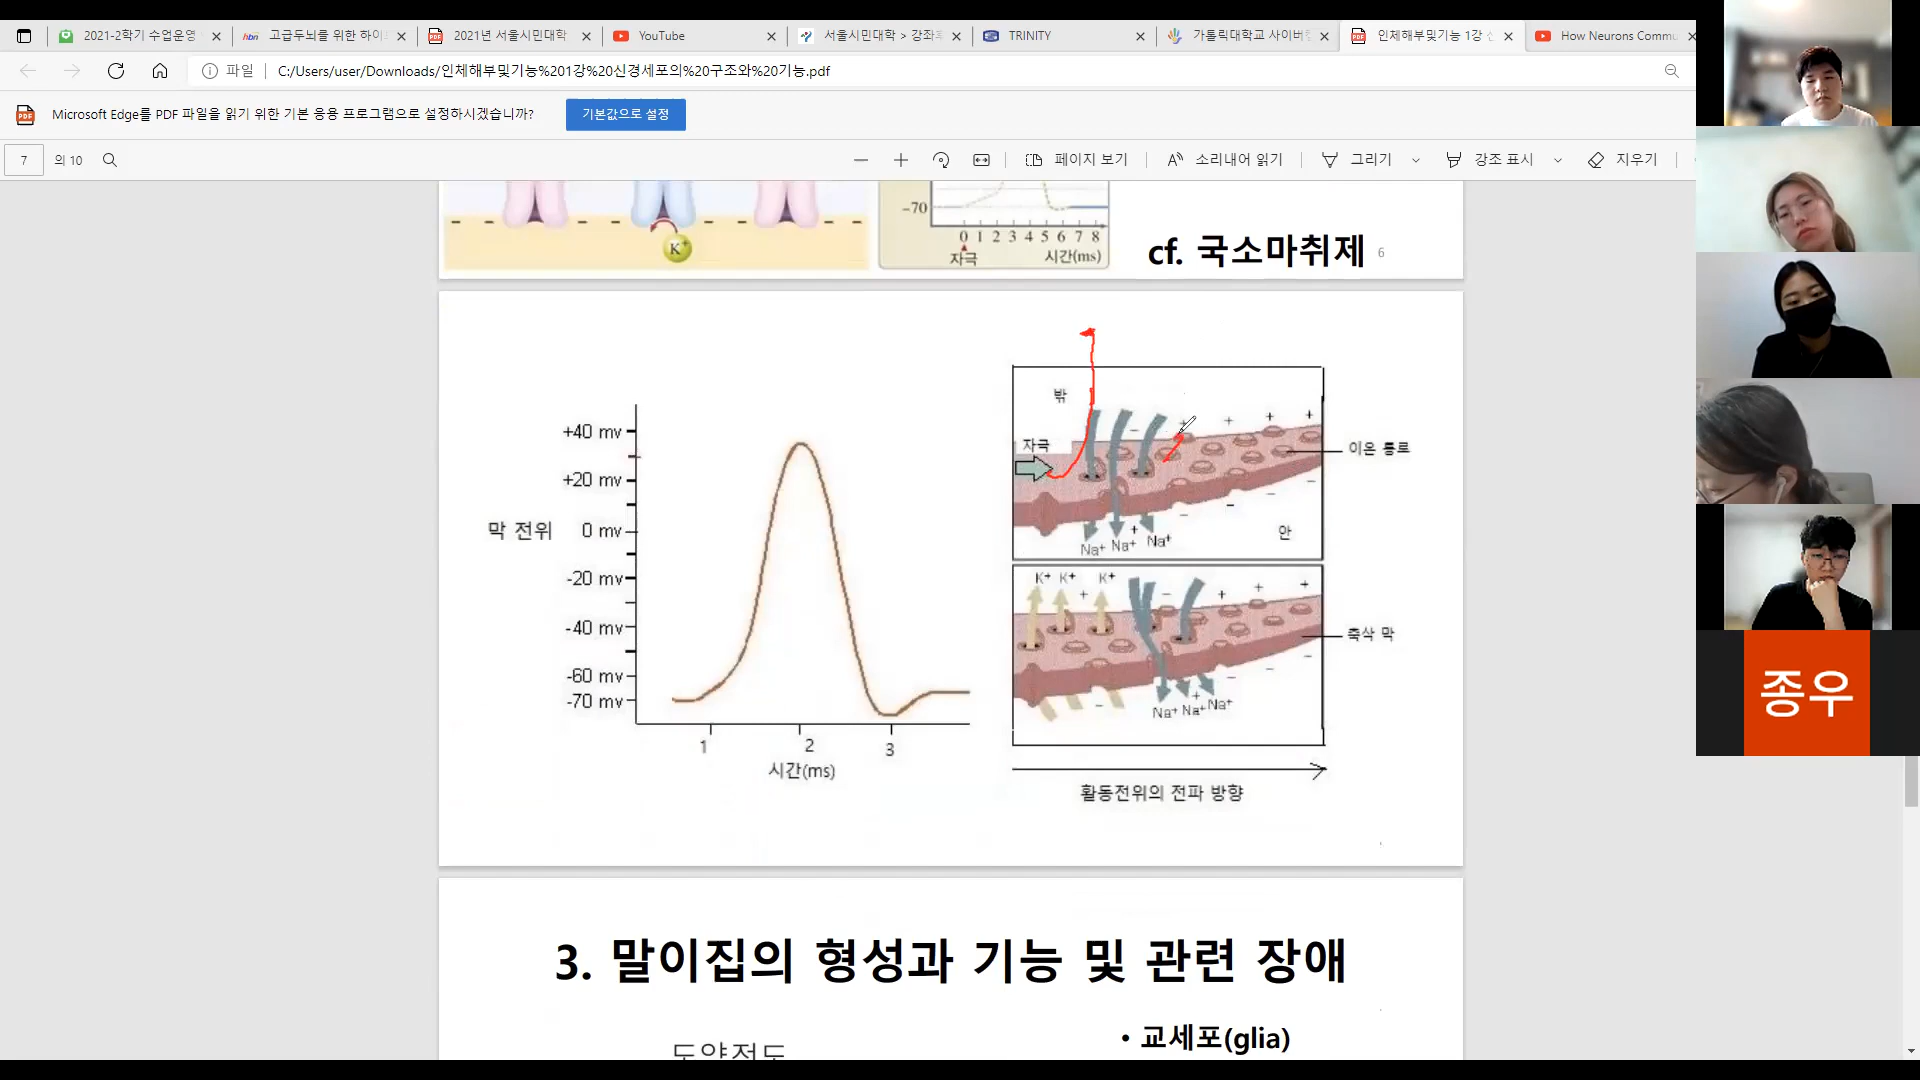 2021-2학기 수업운영
hbn 고급두뇌를 위한 하이
2021년 서울시민대학
YouTube
서울시민대학 > 강좌
TRINITY
가톨릭대학교 사이버
인체해부및기능 1강
How Neurons Commu
파일 C:/Users/user/Downloads/인체해부및기능%201강%20신경세포의%20구조와%20기능.pdf
Microsoft Edge를 PDF 파일을 읽기 위한 기본 응용 프로그램으로 설정하시겠습니까? 기본값으로 설정
7 의 10 페이지 보기 소리내어 읽기 그리기 강조 표시 지우기
K+
-70
0 1 2 3 4 5 6 7 8
자극 시간(ms)
cf. 국소마취제 6
막 전위
+40 mv
+20 mv
0 mv
-20 mv
-40 mv
-60 mv
-70 mv
1 2 3
시간(ms)
밖
자극
이온 통로
안
Na+ Na+ Na+
K+ K+ K+
축삭 막
Na+ Na+ Na+
활동전위의 전파 방향
3. 말이집의 형성과 기능 및 관련 장애
• 교세포(glia)
도약전도
종우